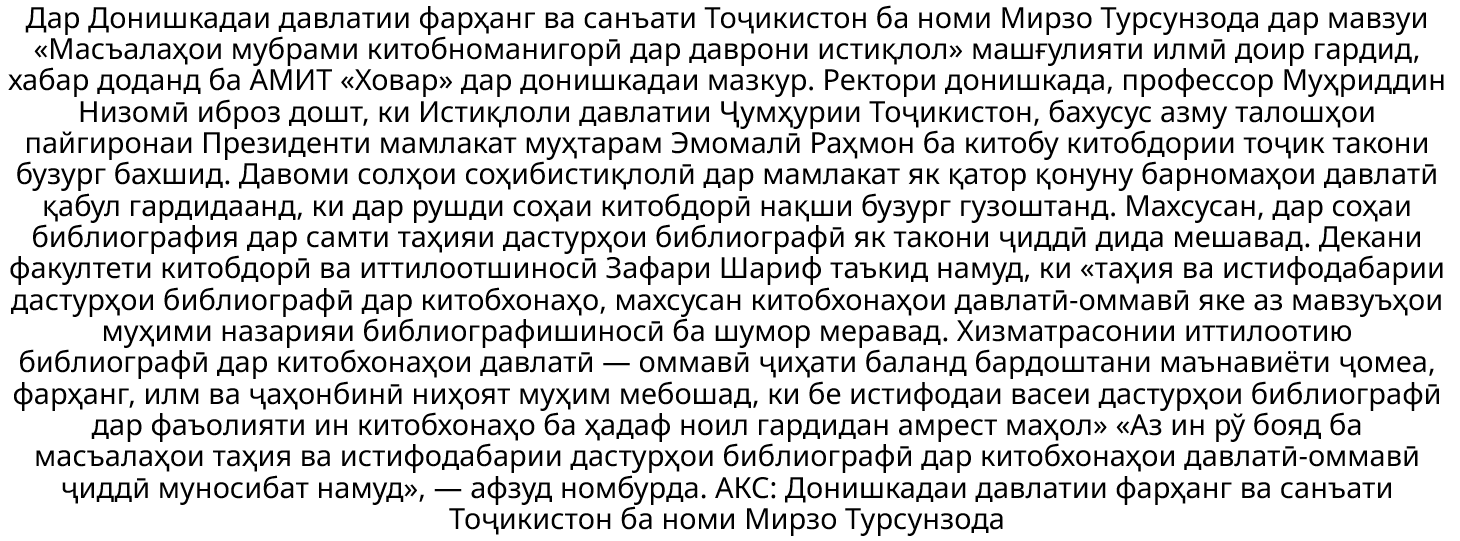 Дар Донишкадаи давлатии фарҳанг ва санъати Тоҷикистон ба номи Мирзо Турсунзода дар мавзуи
«Масъалаҳои мубрами китобноманигорӣ дар даврони истиқлол» машғулияти илмӣ доир гардид,
хабар доданд ба АМИТ «Ховар» дар донишкадаи мазкур. Ректори донишкада, профессор Муҳриддин
Низомӣ иброз дошт, ки Истиқлоли давлатии Ҷумҳурии Тоҷикистон, бахусус азму талошҳои
пайгиронаи Президенти мамлакат муҳтарам Эмомалӣ Раҳмон ба китобу китобдории тоҷик такони
бузург бахшид. Давоми солҳои соҳибистиқлолӣ дар мамлакат як қатор қонуну барномаҳои давлатӣ
қабул гардидаанд, ки дар рушди соҳаи китобдорӣ нақши бузург гузоштанд. Махсусан, дар соҳаи
библиография дар самти таҳияи дастурҳои библиографӣ як такони ҷиддӣ дида мешавад. Декани
факултети китобдорӣ ва иттилоотшиносӣ Зафари Шариф таъкид намуд, ки «таҳия ва истифодабарии
дастурҳои библиографӣ дар китобхонаҳо, махсусан китобхонаҳои давлатӣ-оммавӣ яке аз мавзуъҳои
муҳими назарияи библиографишиносӣ ба шумор меравад. Хизматрасонии иттилоотию
библиографӣ дар китобхонаҳои давлатӣ — оммавӣ ҷиҳати баланд бардоштани маънавиёти ҷомеа,
фарҳанг, илм ва ҷаҳонбинӣ ниҳоят муҳим мебошад, ки бе истифодаи васеи дастурҳои библиографӣ
дар фаъолияти ин китобхонаҳо ба ҳадаф ноил гардидан амрест маҳол» «Аз ин рӯ бояд ба
масъалаҳои таҳия ва истифодабарии дастурҳои библиографӣ дар китобхонаҳои давлатӣ-оммавӣ
ҷиддӣ муносибат намуд», — афзуд номбурда. АКС: Донишкадаи давлатии фарҳанг ва санъати
Тоҷикистон ба номи Мирзо Турсунзода